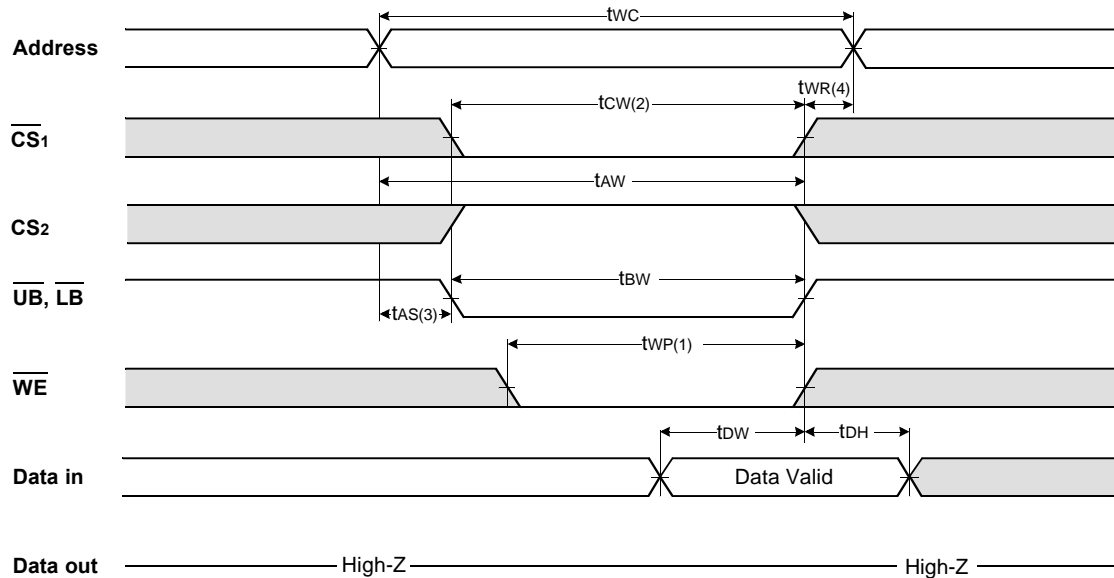 tWC
Address
tCW(2)
tWR(4)
CS1
tAW
CS2
tBW
UB, LB
tAS(3)
tWP(1)
WE
tDW
tDH
Data in
Data Valid
Data out
High-Z
High-Z